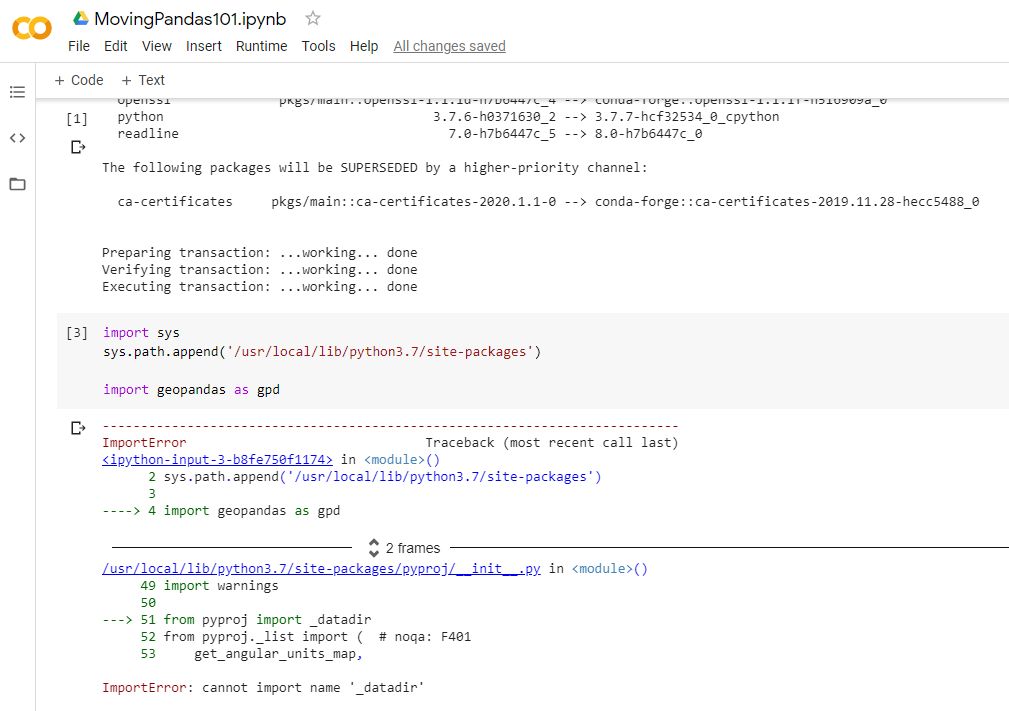 MovingPandas101.ipynb
File Edit View Insert Runtime Tools Help All changes saved
+ Code + Text
openssl pkgs/main::openssl-1.1.1d-h7b6447c_4 --> conda-forge::openssl-1.1.1f-h516909a_0
[1] python 3.7.6-h0371630_2 --> 3.7.7-hcf32534_0_cpython
readline 7.0-h7b6447c_5 --> 8.0-h7b6447c_0
The following packages will be SUPERSEDED by a higher-priority channel:
ca-certificates pkgs/main::ca-certificates-2020.1.1-0 --> conda-forge::ca-certificates-2019.11.28-hecc5488_0
Preparing transaction: ...working... done
Verifying transaction: ...working... done
Executing transaction: ...working... done
[3] import sys
sys.path.append('/usr/local/lib/python3.7/site-packages')
import geopandas as gpd
---------------------------------------------------------------------------
ImportError Traceback (most recent call last)
<ipython-input-3-b8fe750f1174> in <module>()
2 sys.path.append('/usr/local/lib/python3.7/site-packages')
3
----> 4 import geopandas as gpd
2 frames
/usr/local/lib/python3.7/site-packages/pyproj/__init__.py in <module>()
49 import warnings
50
---> 51 from pyproj import _datadir
52 from pyproj._list import ( # noqa: F401
53 get_angular_units_map,
ImportError: cannot import name '_datadir'